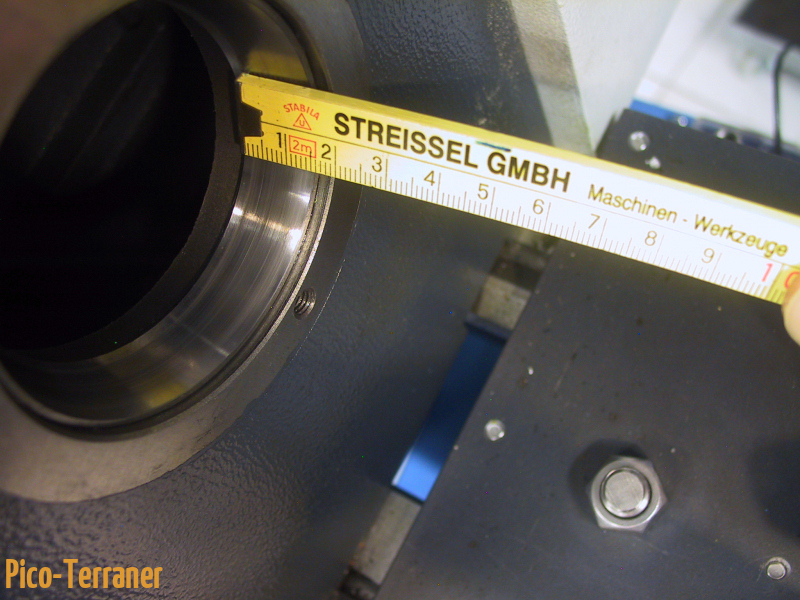 STABILA
U
2m
STREISSEL GMBH
Maschinen - Werkzeuge
1 2 3 4 5 6 7 8 9 10
Pico-Terraner